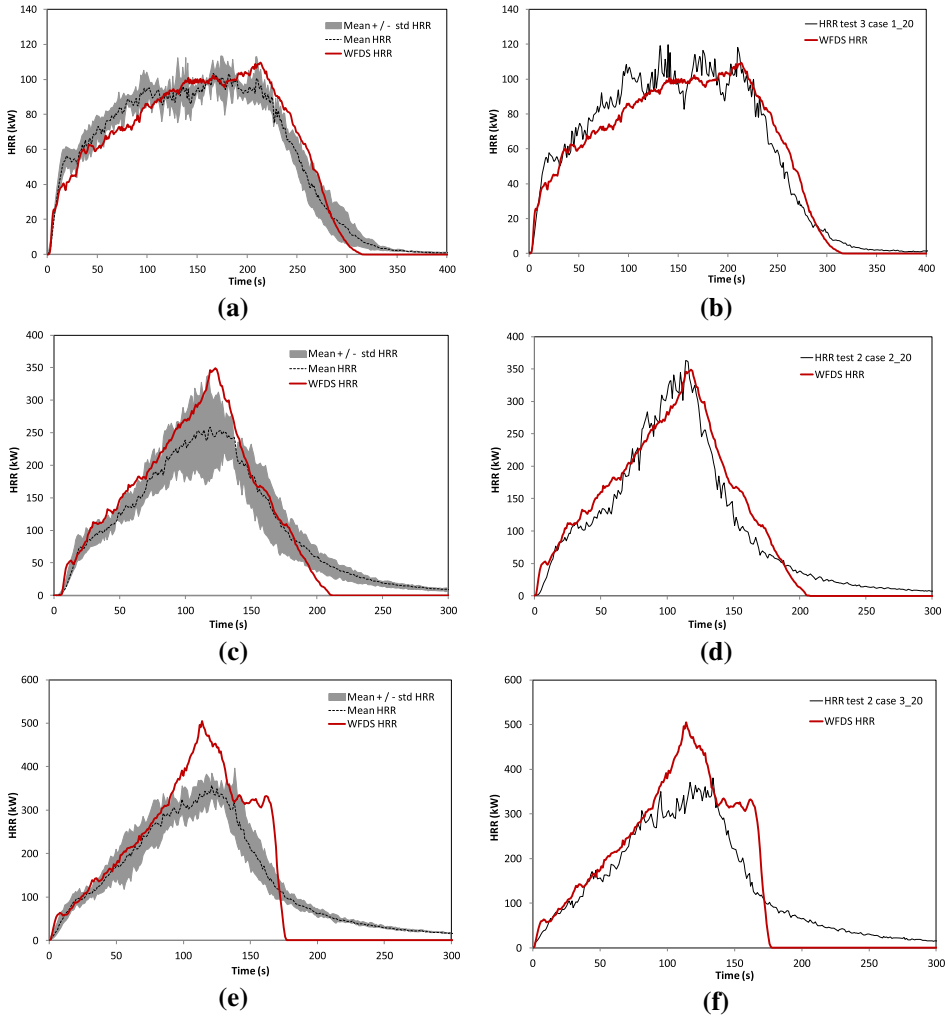 140
120
100
80
60
40
20
0
HRR (kW)
0 50 100 150 200 250 300 350 400
Time (s)
Mean + / - std HRR
Mean HRR
WFDS HRR
(a)
140
120
100
80
60
40
20
0
HRR (kW)
0 50 100 150 200 250 300 350 400
Time (s)
HRR test 3 case 1_20
WFDS HRR
(b)
400
350
300
250
200
150
100
50
0
HRR (kW)
0 50 100 150 200 250 300
Time (s)
Mean + / - std HRR
Mean HRR
WFDS HRR
(c)
400
350
300
250
200
150
100
50
0
HRR (kW)
0 50 100 150 200 250 300
Time (s)
HRR test 2 case 2_20
WFDS HRR
(d)
600
500
400
300
200
100
0
HRR (kW)
0 50 100 150 200 250 300
Time (s)
Mean + / - std HRR
Mean HRR
WFDS HRR
(e)
600
500
400
300
200
100
0
HRR (kW)
0 50 100 150 200 250 300
Time (s)
HRR test 2 case 3_20
WFDS HRR
(f)